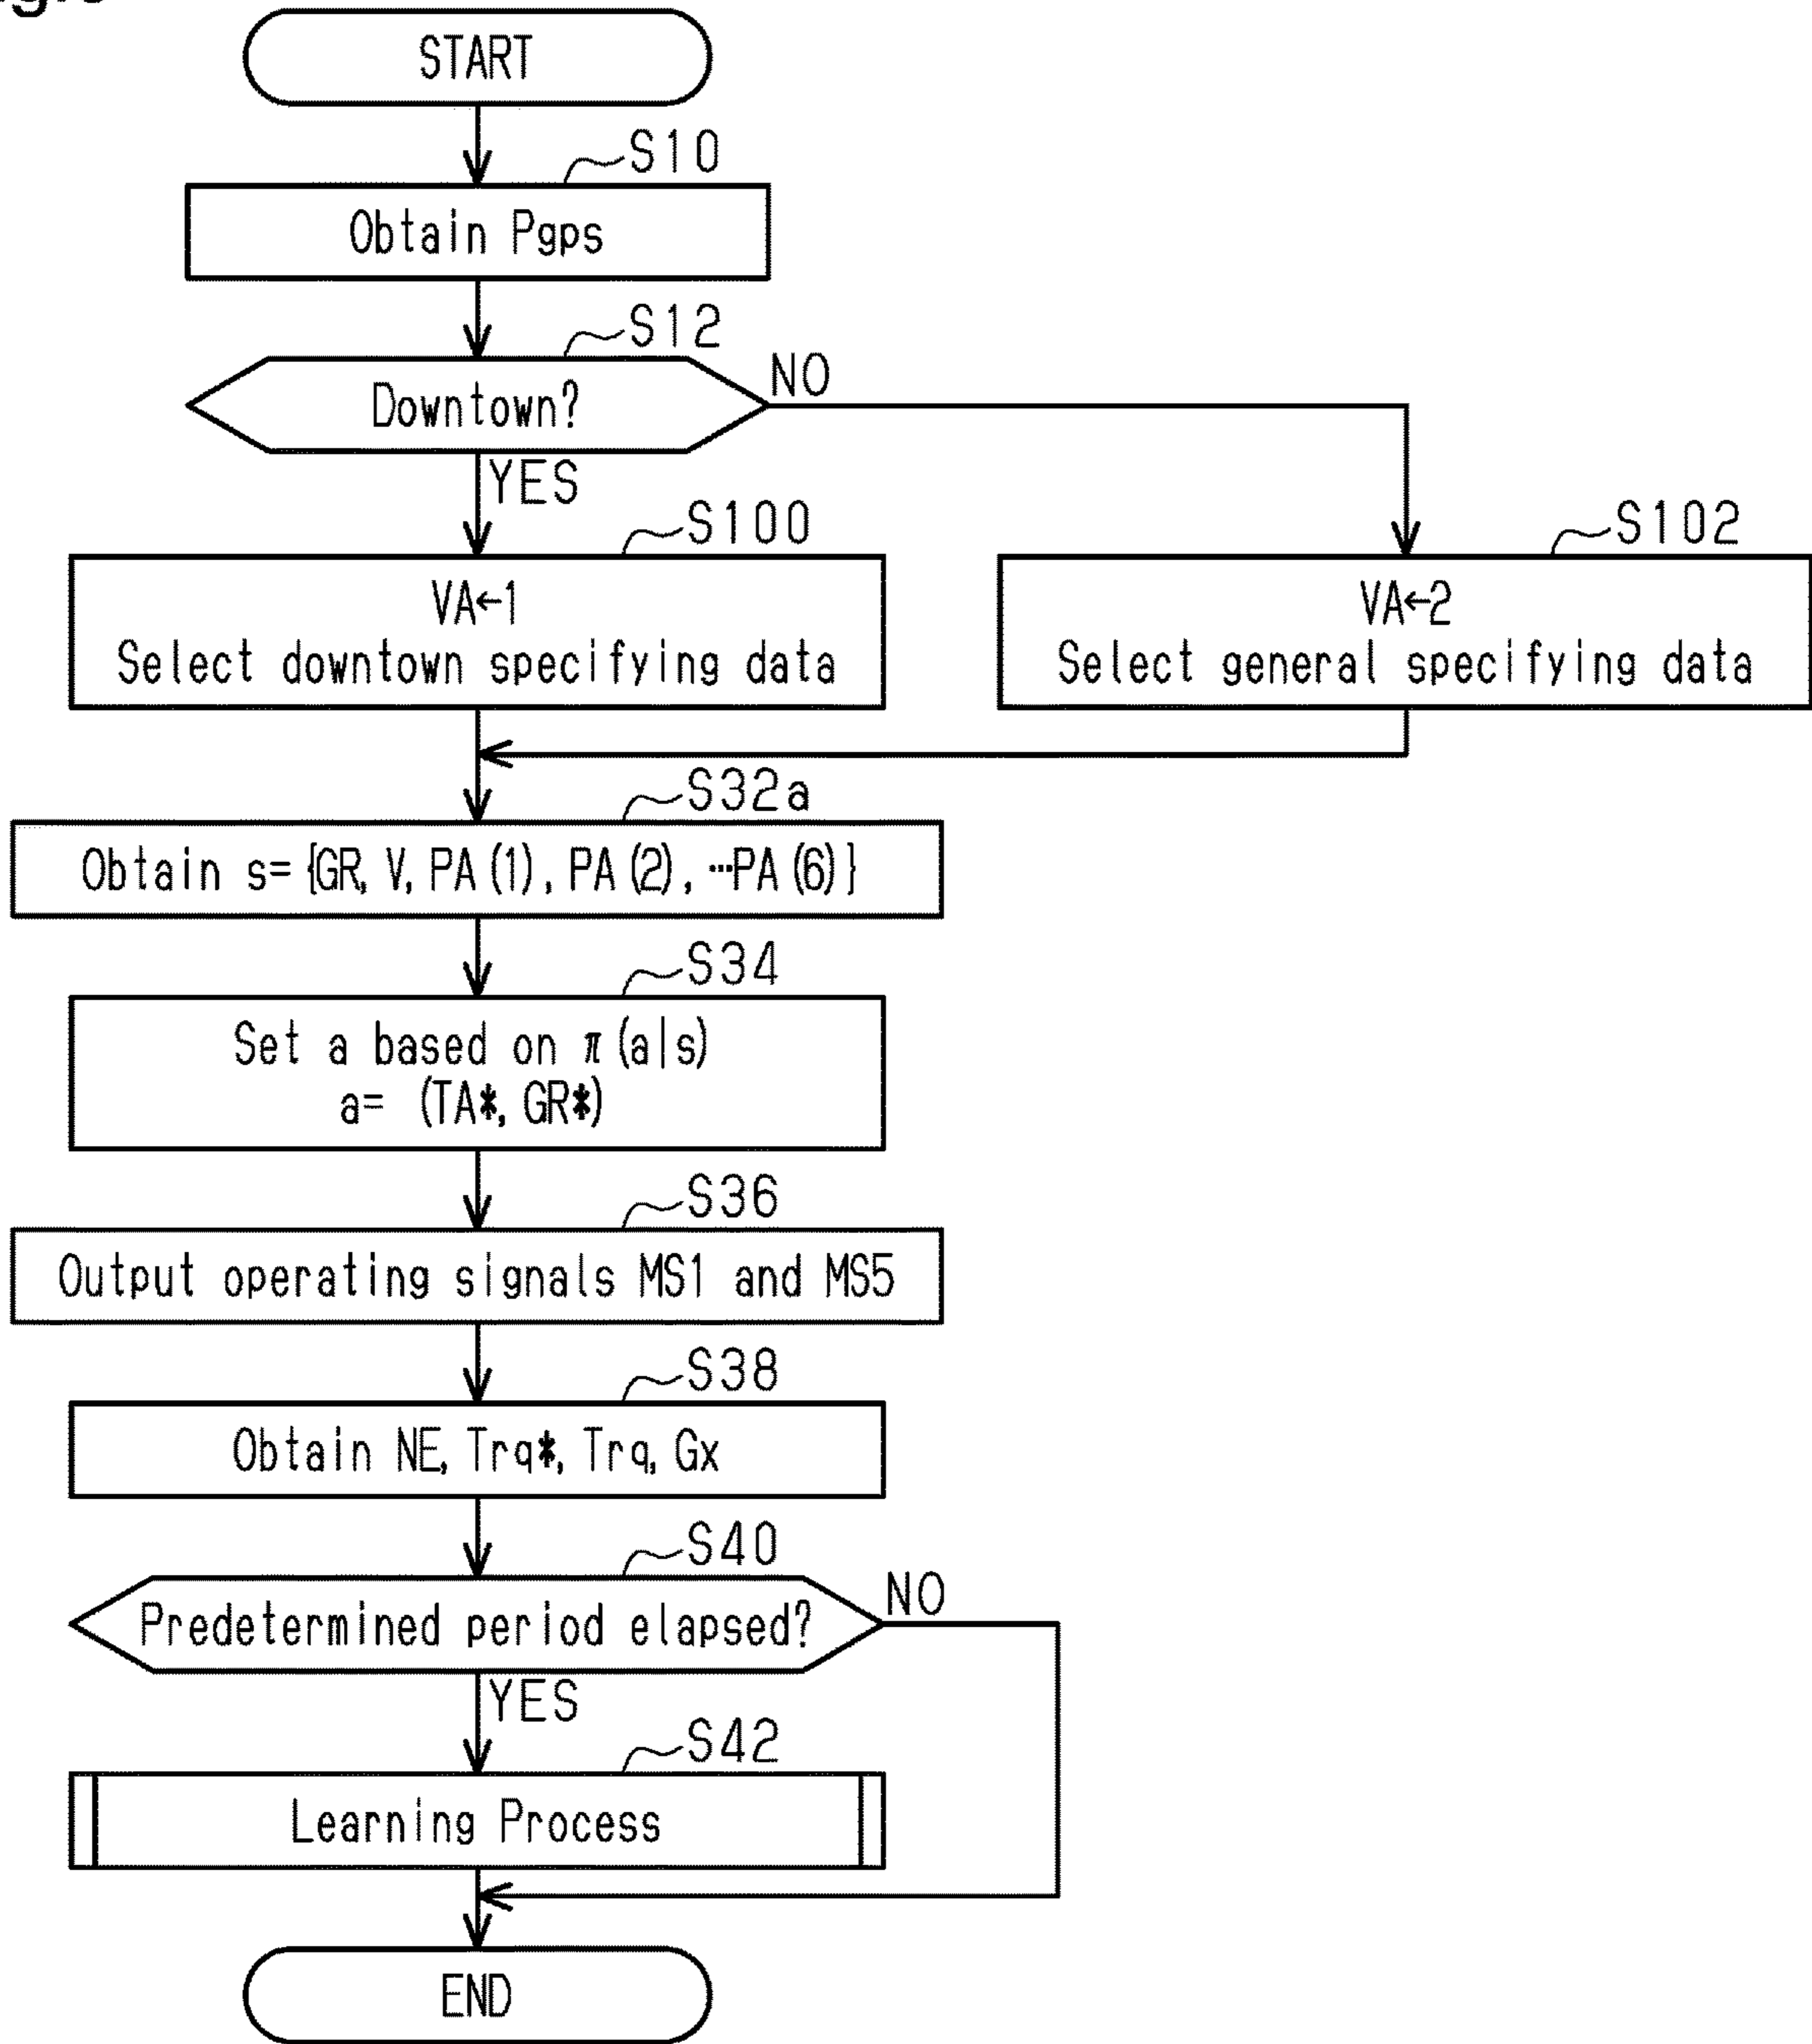 START
S10
Obtain Pgps
S12
Downtown?
NO
YES
S100
VA←1
Select downtown specifying data
S102
VA←2
Select general specifying data
S32a
Obtain s={GR, V, PA(1), PA(2), ···PA(6)}
S34
Set a based on π(a|s)
a= (TA*, GR*)
S36
Output operating signals MS1 and MS5
S38
Obtain NE, Trq*, Trq, Gx
S40
Predetermined period elapsed?
NO
YES
S42
Learning Process
END